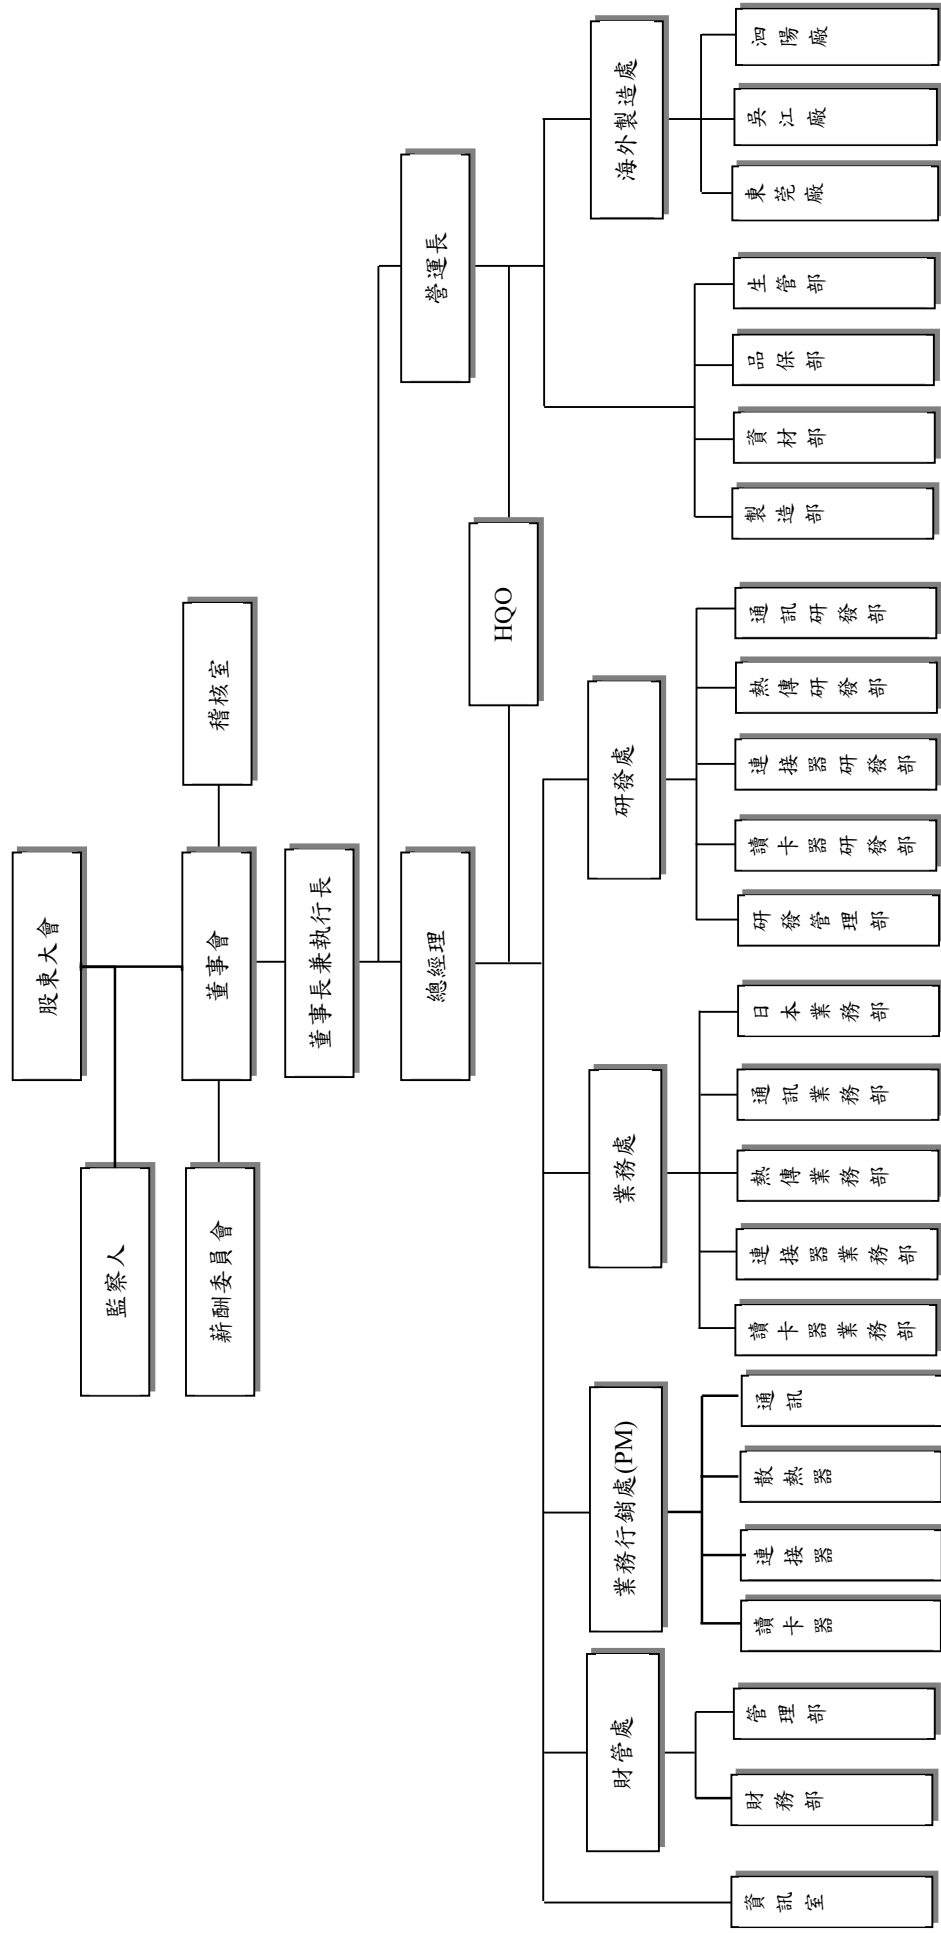 股東大會
監察人
董事會
稽核室
薪酬委員會
董事長兼執行長
總經理
營運長
HQO
資訊室
財管處
財務部
管理部
業務行銷處(PM)
讀卡器
連接器
散熱器
通訊
業務處
讀卡器業務部
連接器業務部
熱傳業務部
通訊業務部
日本業務部
研發處
研發管理部
讀卡器研發部
連接器研發部
熱傳研發部
通訊研發部
製造部
資材部
品保部
生管部
海外製造處
東莞廠
吳江廠
泗陽廠